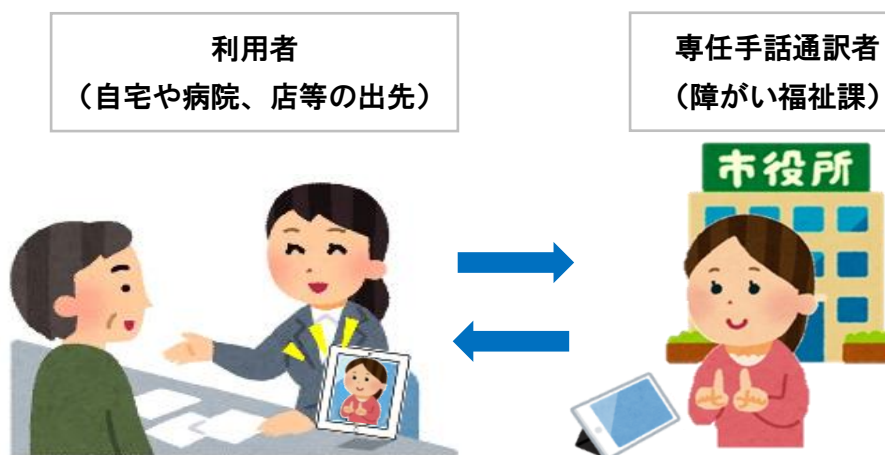 利用者
(自宅や病院、店等の出先)
専任手話通訳者
(障がい福祉課)
市役所